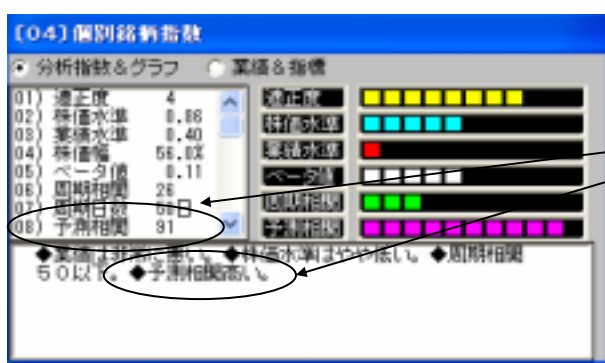 [04]個別銘柄指数
分析指数&グラフ 業績&指標
01) 適正度 4
02) 株価水準 0.86
03) 業績水準 0.40
04) 株価幅 56.0%
05) ベータ値 0.11
06) 周期相関 26
07) 周期日数 66日
08) 予測相関 91
適正度
株価水準
業績水準
ベータ値
周期相関
予測相関
◆業績は非常に悪い。◆株価水準はやや低い。◆周期相関
50以下。◆予測相関高い。